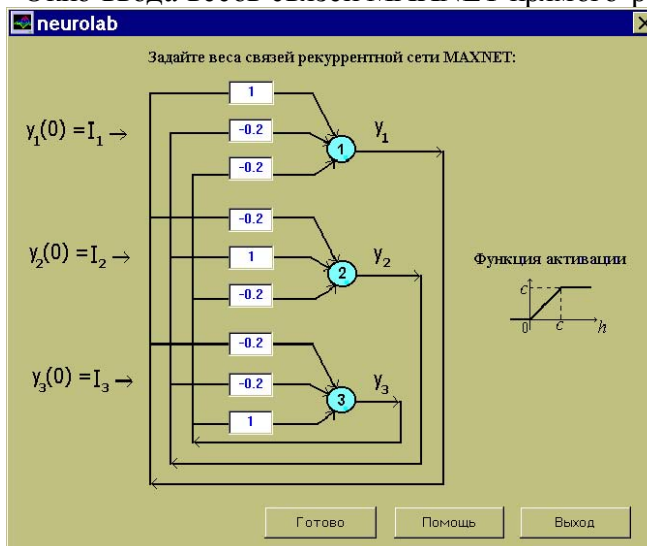 neurolab
Задайте веса связей рекуррентной сети MAXNET:
1
y₁(0) = I₁
-0.2
1
y₁
-0.2
-0.2
y₂(0) = I₂
1
2
y₂
-0.2
Функция активации
c
0
c
h
-0.2
y₃(0) = I₃
-0.2
3
y₃
1
Готово
Помощь
Выход